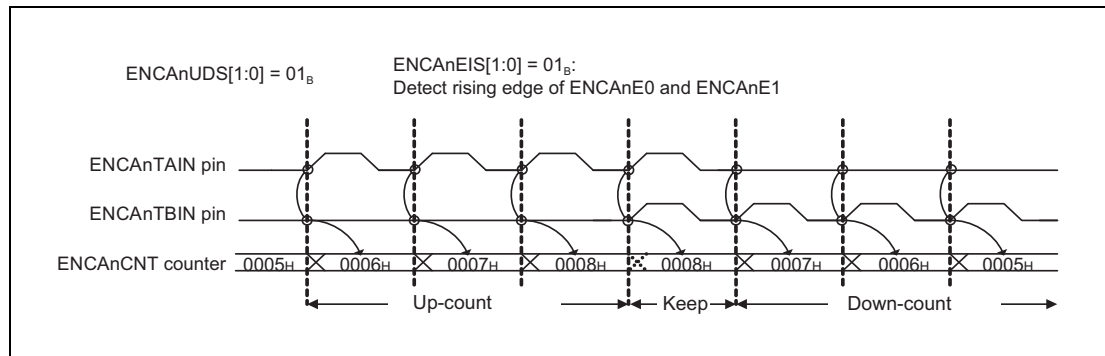 ENCAnUDS[1:0] = 01B
ENCAnEIS[1:0] = 01B:
Detect rising edge of ENCAnE0 and ENCAnE1
ENCAnTAIN pin
ENCAnTBIN pin
ENCAnCNT counter 0005H 0006H 0007H 0008H 0008H 0007H 0006H 0005H
Up-count Keep Down-count